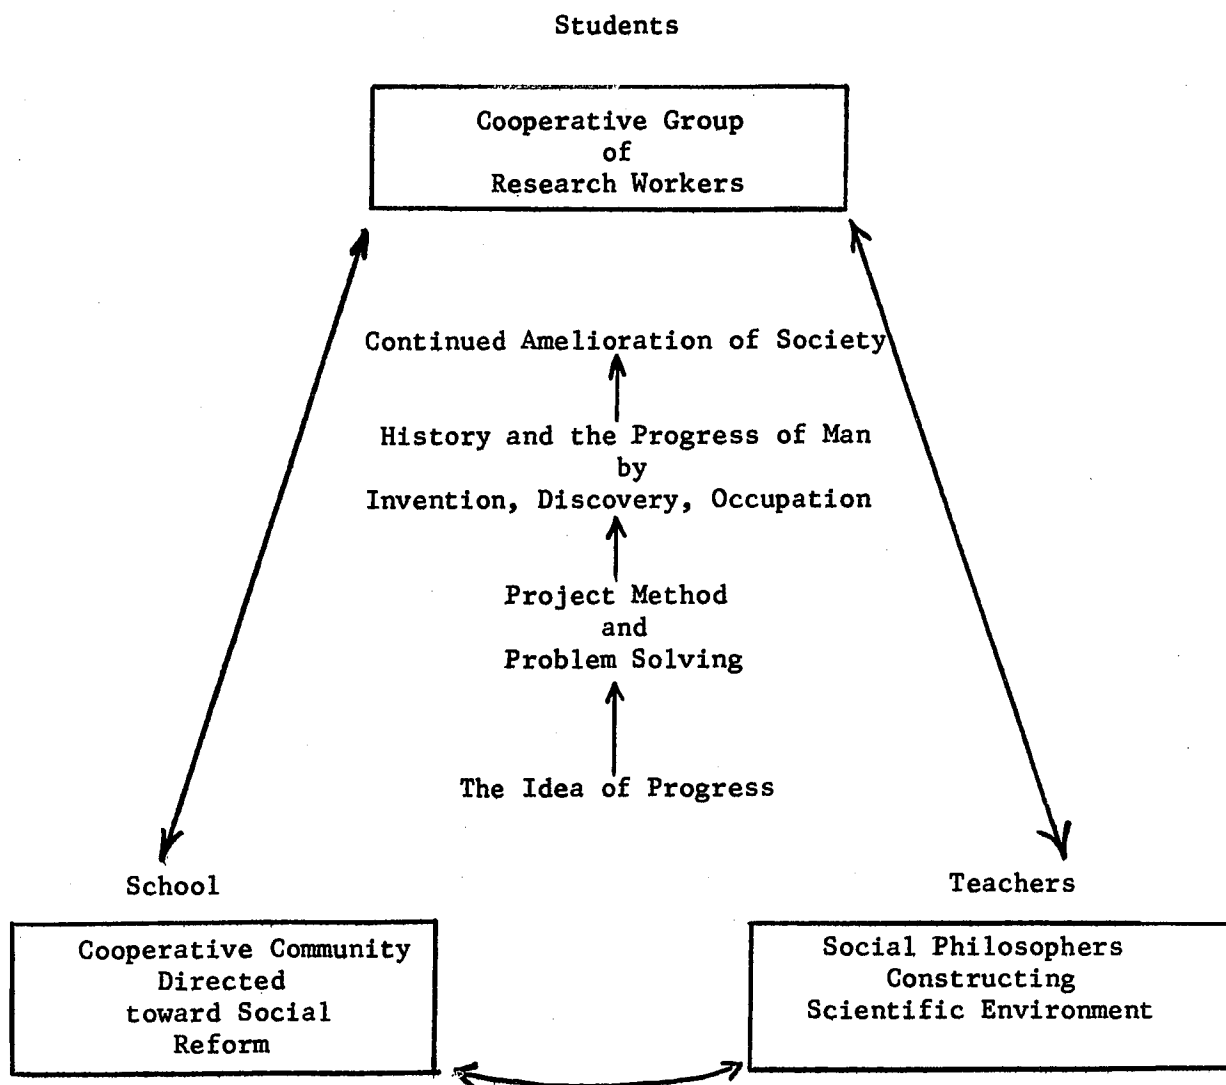 Students
Cooperative Group
of
Research Workers
Continued Amelioration of Society
History and the Progress of Man
by
Invention, Discovery, Occupation
Project Method
and
Problem Solving
The Idea of Progress
School
Cooperative Community
Directed
toward Social
Reform
Teachers
Social Philosophers
Constructing
Scientific Environment